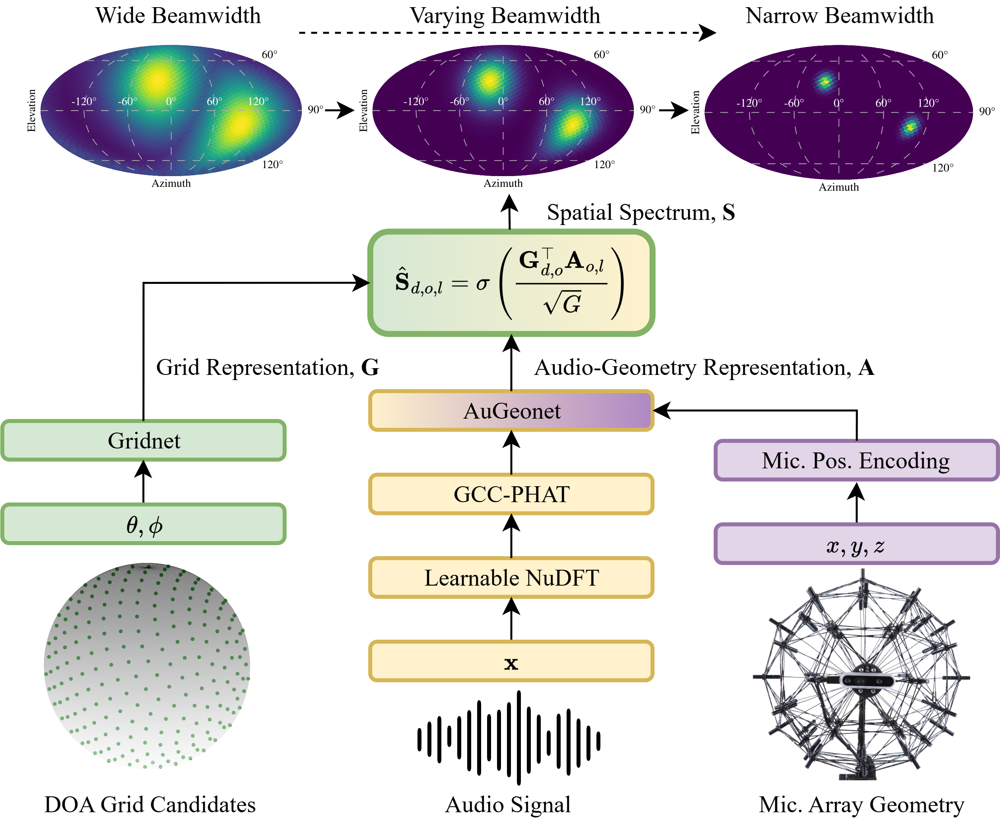 Wide Beamwidth
Varying Beamwidth
Narrow Beamwidth
60°
-120° -60° 0° 60° 120°
90°
120°
Elevation
Azimuth
60°
-120° -60° 0° 60° 120°
90°
120°
Elevation
Azimuth
60°
-120° -60° 0° 60° 120°
90°
120°
Elevation
Azimuth
Spatial Spectrum, S
Ŝ_{d,o,l} = σ ( G^⊤_{d,o} A_{o,l} / √G )
Grid Representation, G
Audio-Geometry Representation, A
AuGeonet
Gridnet
Mic. Pos. Encoding
GCC-PHAT
θ, ϕ
x, y, z
Learnable NuDFT
x
DOA Grid Candidates
Audio Signal
Mic. Array Geometry